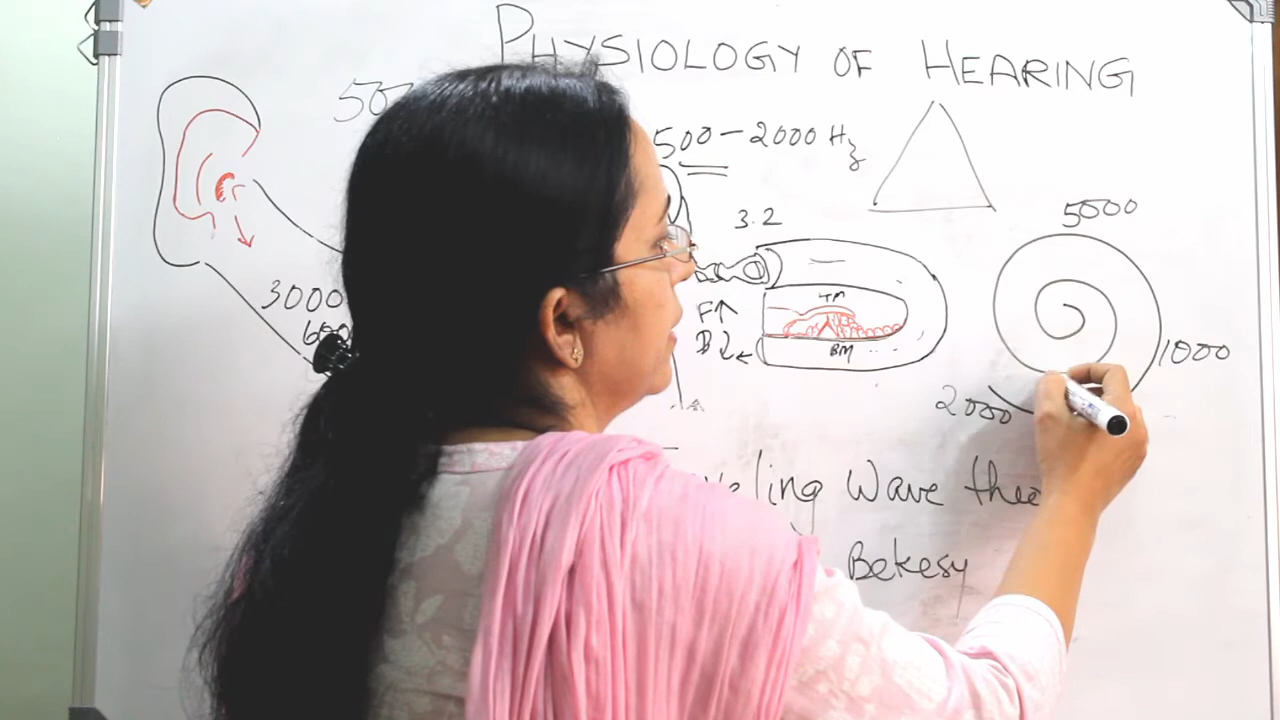 PHYSIOLOGY OF HEARING
500-2000 Hz
3.2
5000
3000
F↑
B↓
TM
BM
1000
2000
Wave
Bekesy